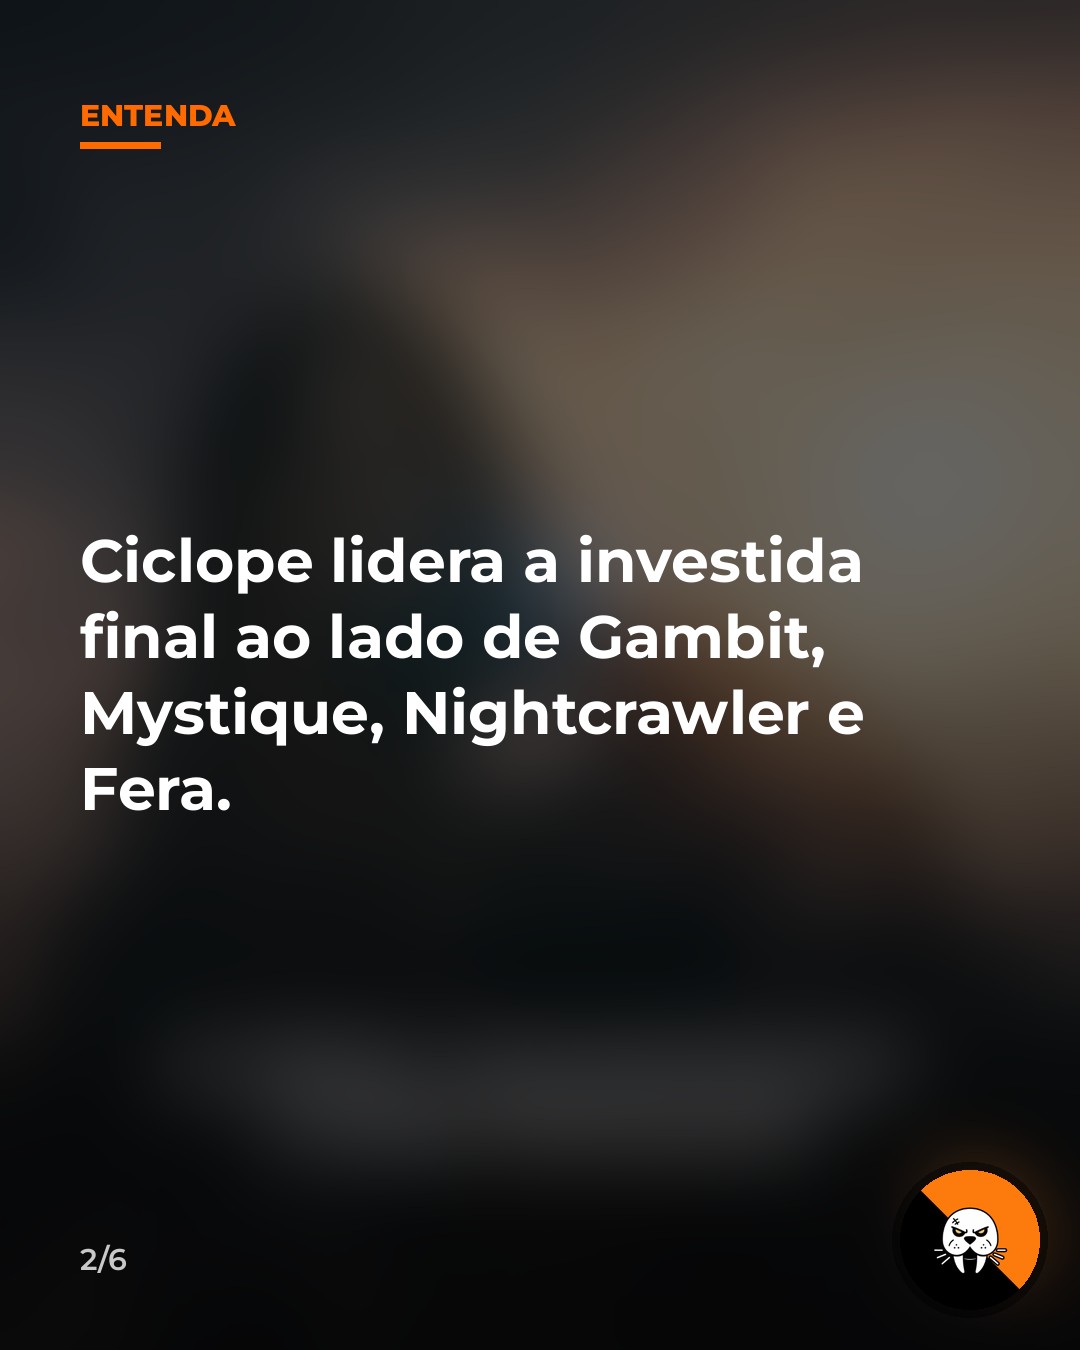 ENTENDA
Ciclope lidera a investida
final ao lado de Gambit,
Mystique, Nightcrawler e
Fera.
2/6